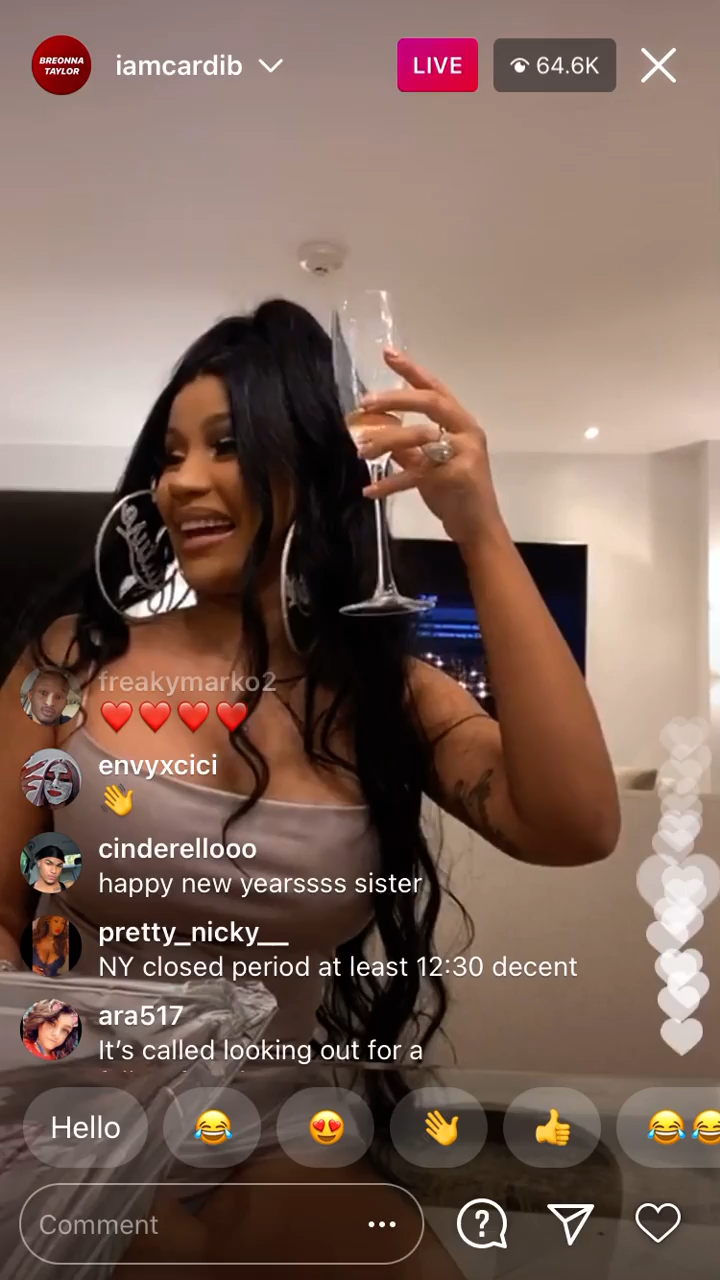 BREONNA
TAYLOR
iamcardib
LIVE
64.6K
freakymarko2
❤️❤️❤️❤️
envyxcici
👋
cinderellooo
happy new yearssss sister
pretty_nicky__
NY closed period at least 12:30 decent
ara517
It’s called looking out for a
Hello 😂 😍 👋 👍 😂😂
Comment